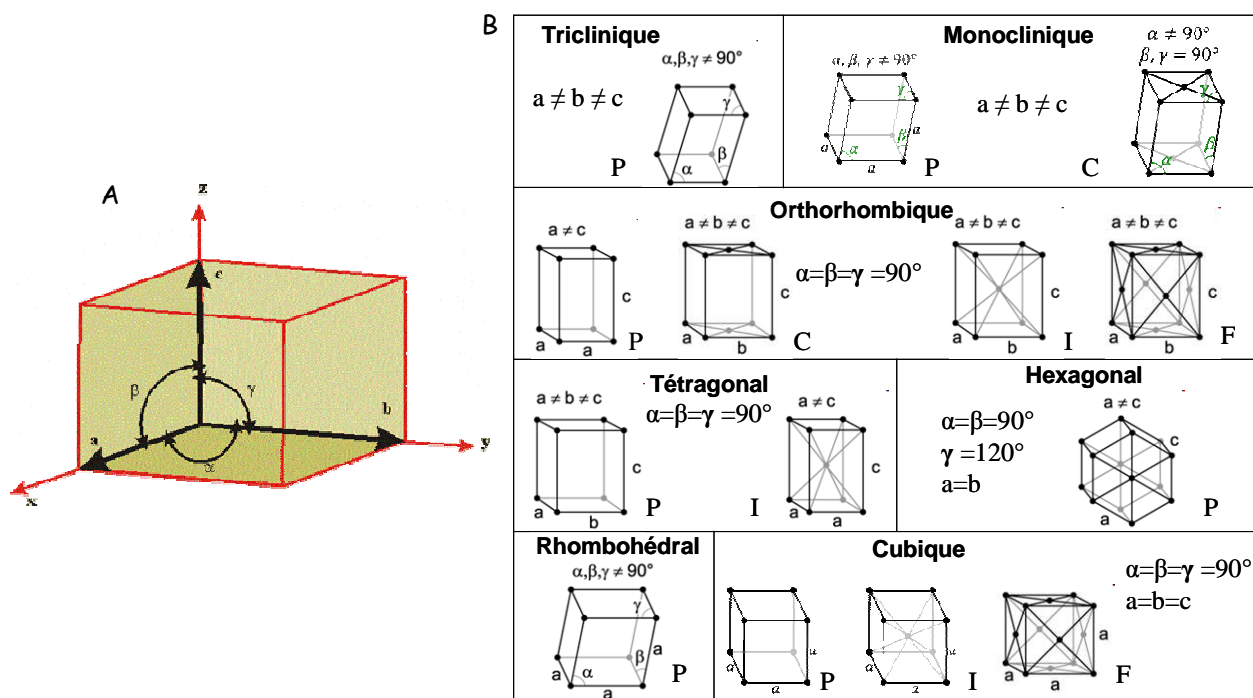 A
z
c
β
γ
a
b
α
x
y
B
Triclinique
α,β,γ ≠ 90°
a ≠ b ≠ c
γ
β
α
P
Monoclinique
α, β, γ ≠ 90°
α ≠ 90°
β, γ = 90°
a ≠ b ≠ c
γ
a
β
a
α
a
P
γ
β
α
C
Orthorhombique
a ≠ c
c
a
a
P
a ≠ b ≠ c
c
a
b
C
α=β=γ =90°
a ≠ b ≠ c
c
a
b
I
a ≠ b ≠ c
c
a
b
F
Tétragonal
a ≠ b ≠ c
α=β=γ =90°
c
a
b
P
a ≠ c
c
a
a
I
Hexagonal
a ≠ c
α=β=90°
γ =120°
a=b
c
a
P
Rhombohédral
α,β,γ ≠ 90°
γ
β
a
α
a
P
Cubique
α=β=γ =90°
a=b=c
a
a
a
P
a
a
a
I
a
a
a
F